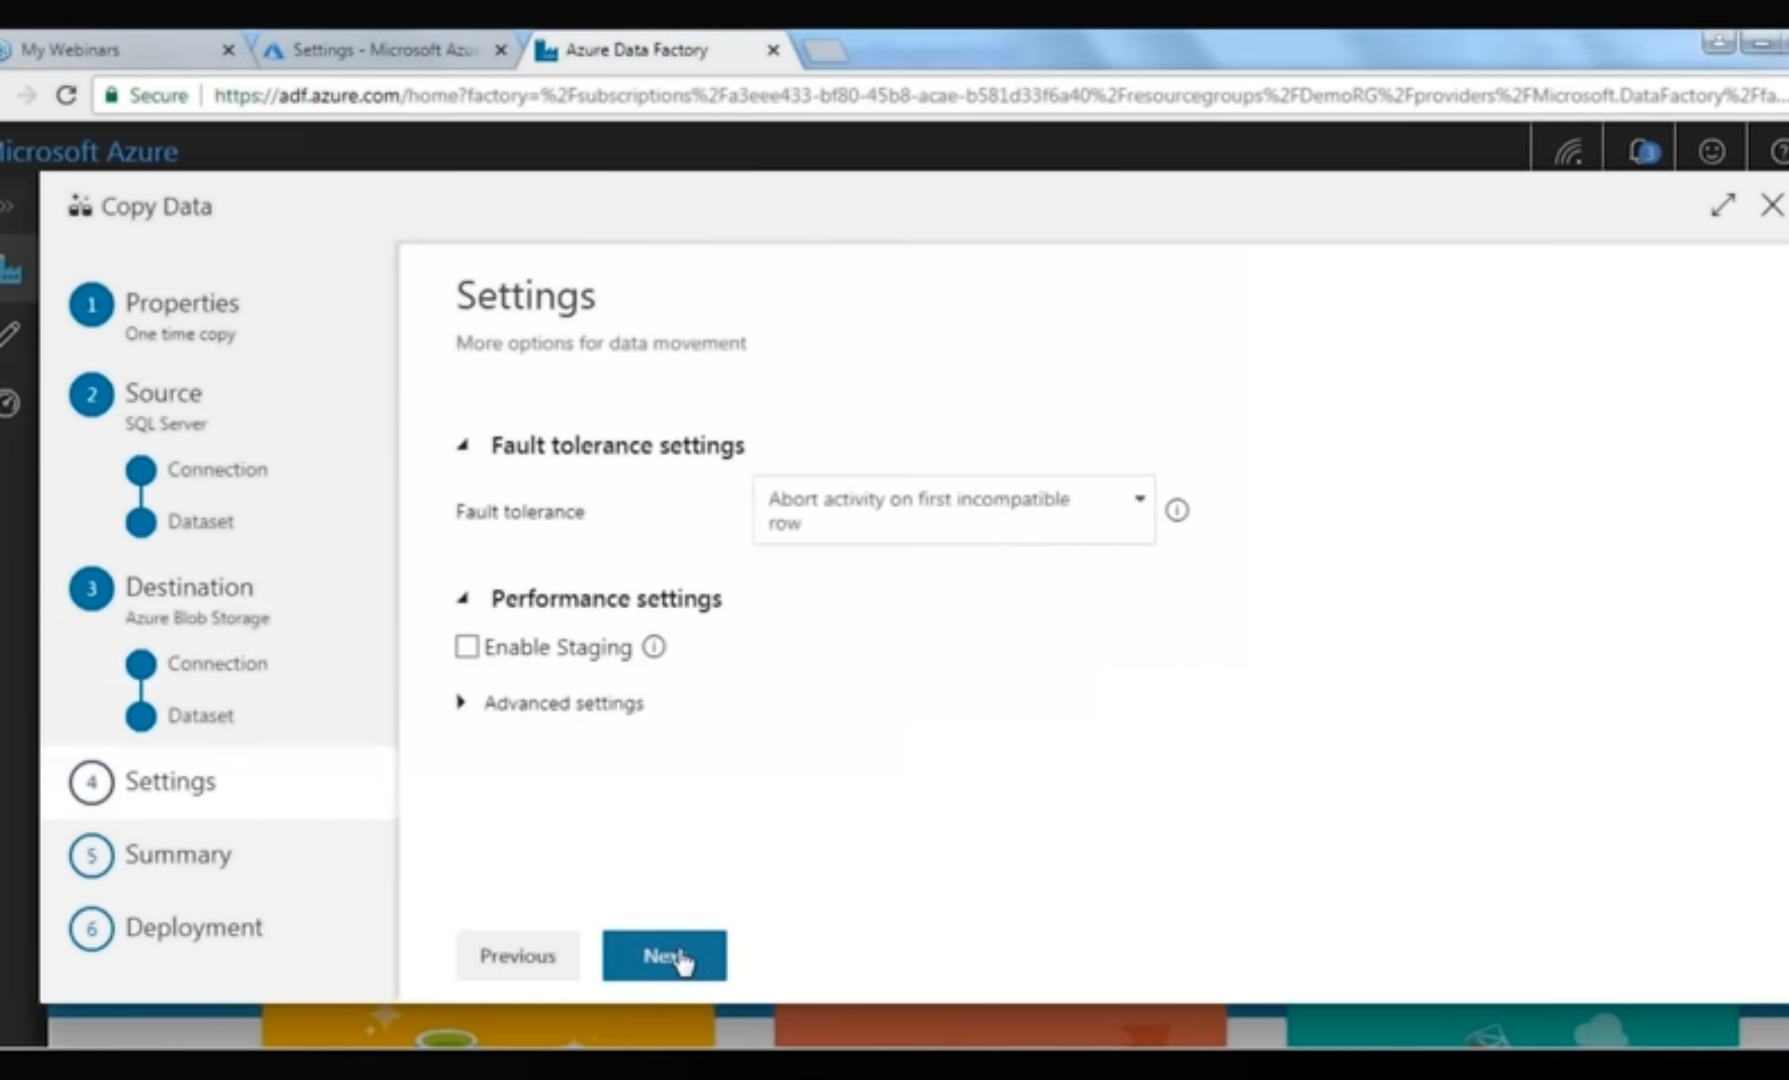 My Webinars
Settings - Microsoft Azu
Azure Data Factory
Secure
https://adf.azure.com/home?factory=%2Fsubscriptions%2Fa3eee433-bf80-45b8-acae-b581d33f6a40%2Fresourcegroups%2FDemoRG%2Fproviders%2FMicrosoft.DataFactory%2Ffa...
Microsoft Azure
3
Copy Data
1 Properties
One time copy
2 Source
SQL Server
Connection
Dataset
3 Destination
Azure Blob Storage
Connection
Dataset
4 Settings
5 Summary
6 Deployment
Settings
More options for data movement
Fault tolerance settings
Fault tolerance
Abort activity on first incompatible
row
Performance settings
Enable Staging
Advanced settings
Previous
Next